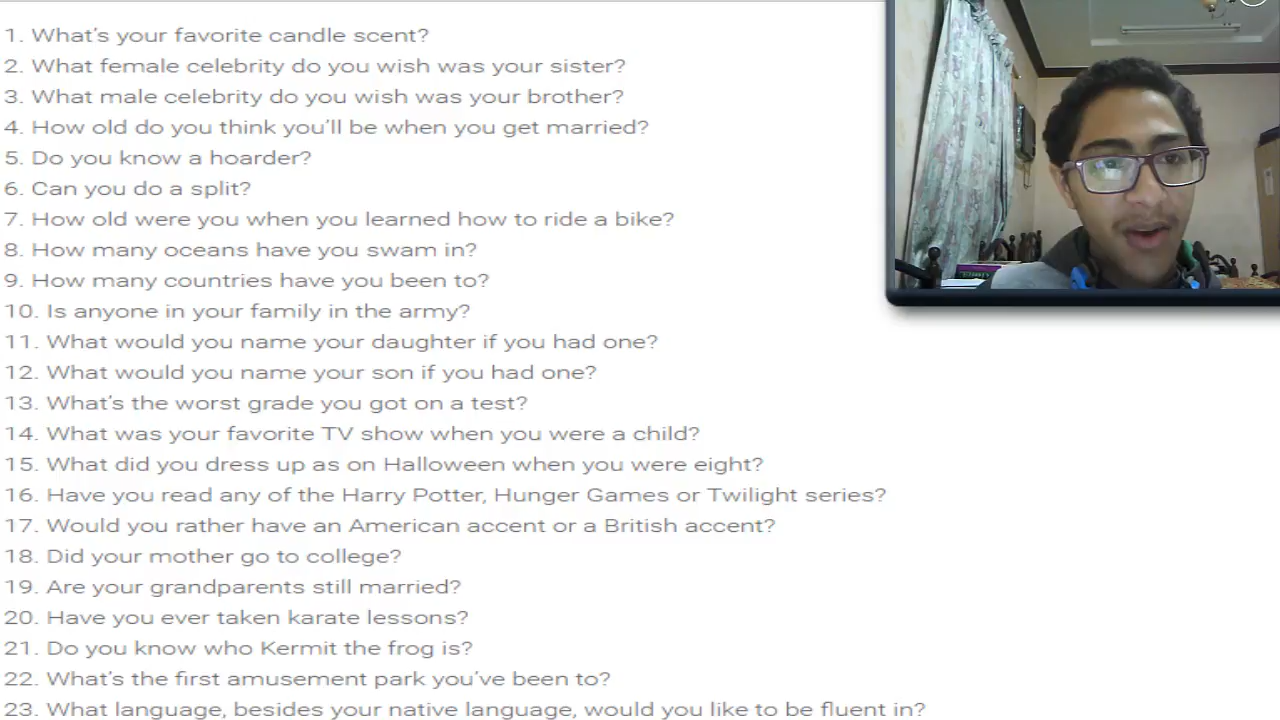 1. What's your favorite candle scent?
2. What female celebrity do you wish was your sister?
3. What male celebrity do you wish was your brother?
4. How old do you think you'll be when you get married?
5. Do you know a hoarder?
6. Can you do a split?
7. How old were you when you learned how to ride a bike?
8. How many oceans have you swam in?
9. How many countries have you been to?
10. Is anyone in your family in the army?
11. What would you name your daughter if you had one?
12. What would you name your son if you had one?
13. What's the worst grade you got on a test?
14. What was your favorite TV show when you were a child?
15. What did you dress up as on Halloween when you were eight?
16. Have you read any of the Harry Potter, Hunger Games or Twilight series?
17. Would you rather have an American accent or a British accent?
18. Did your mother go to college?
19. Are your grandparents still married?
20. Have you ever taken karate lessons?
21. Do you know who Kermit the frog is?
22. What's the first amusement park you've been to?
23. What language, besides your native language, would you like to be fluent in?